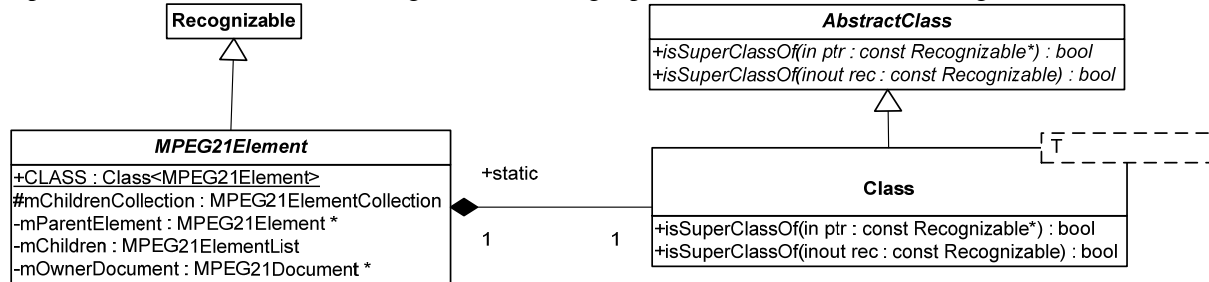 Recognizable
AbstractClass
+isSuperClassOf(in ptr : const Recognizable*) : bool
+isSuperClassOf(inout rec : const Recognizable) : bool
MPEG21Element
+CLASS : Class<MPEG21Element>
#mChildrenCollection : MPEG21ElementCollection
-mParentElement : MPEG21Element *
-mChildren : MPEG21ElementList
-mOwnerDocument : MPEG21Document *
+static
1
1
T
Class
+isSuperClassOf(in ptr : const Recognizable*) : bool
+isSuperClassOf(inout rec : const Recognizable) : bool